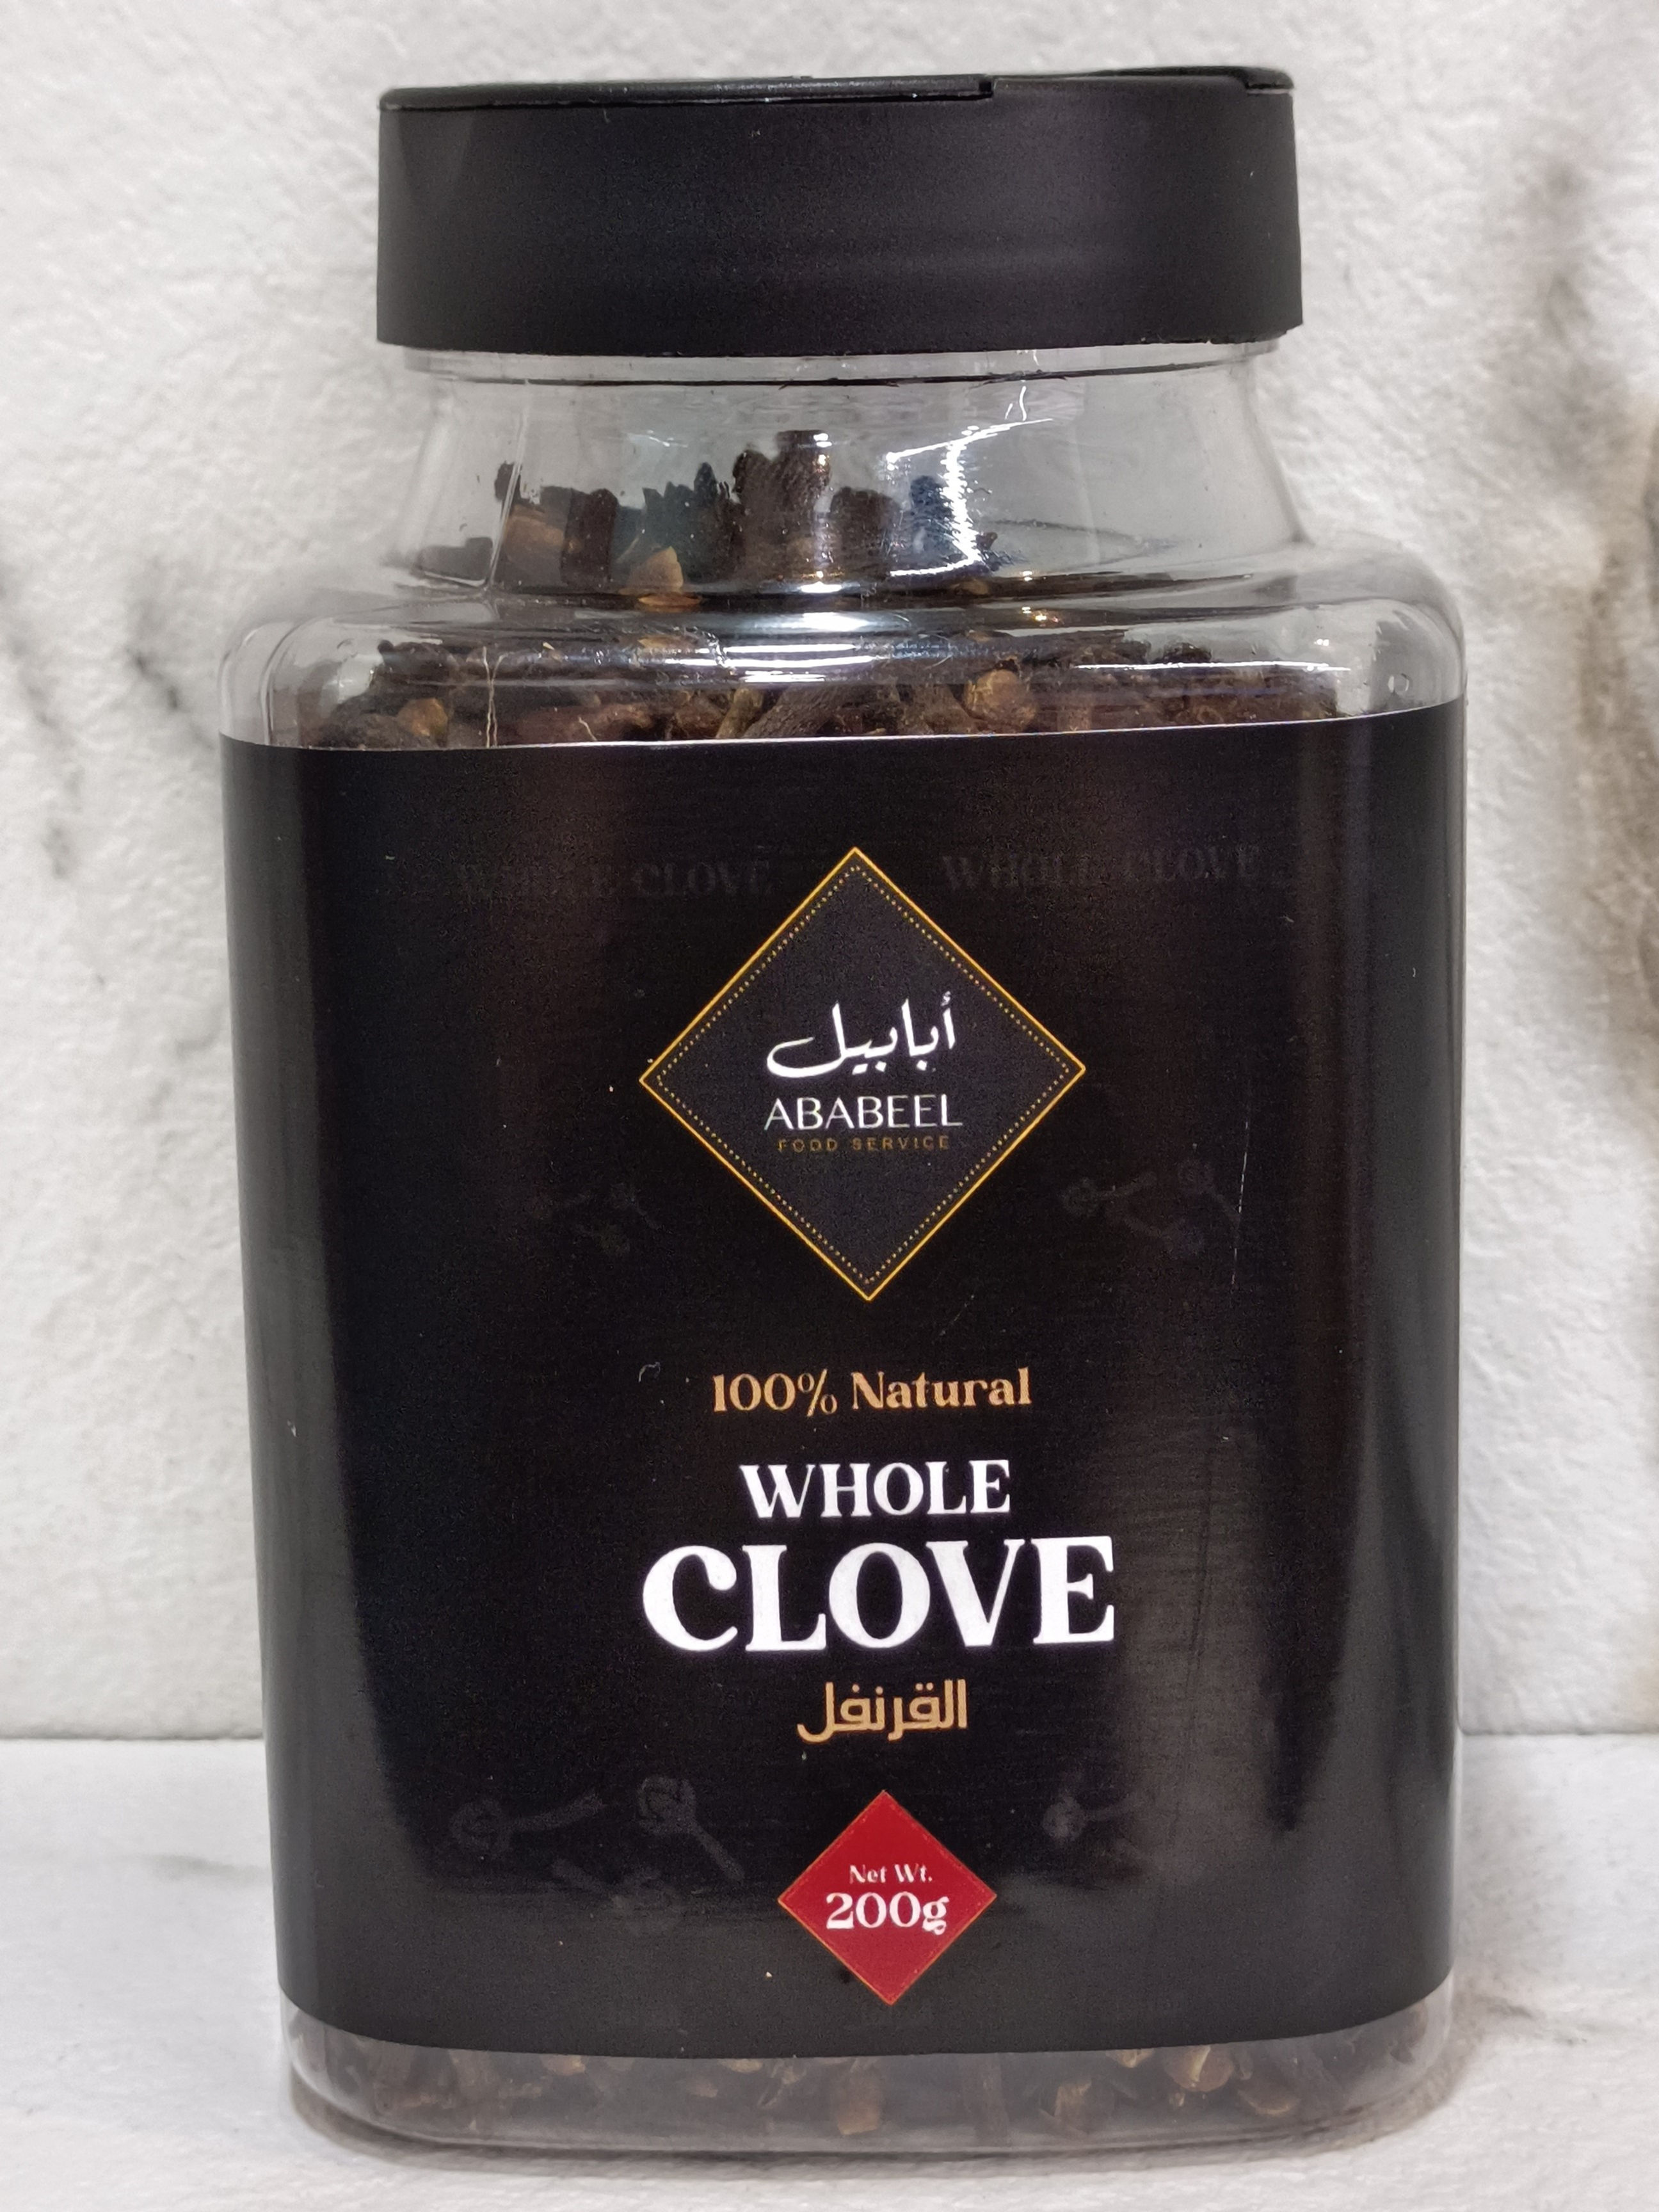 WHOLE CLOVE WHOLE CLOVE
أبابيل
ABABEEL
FOOD SERVICE
100% Natural
WHOLE
CLOVE
القرنفل
Net Wt.
200g